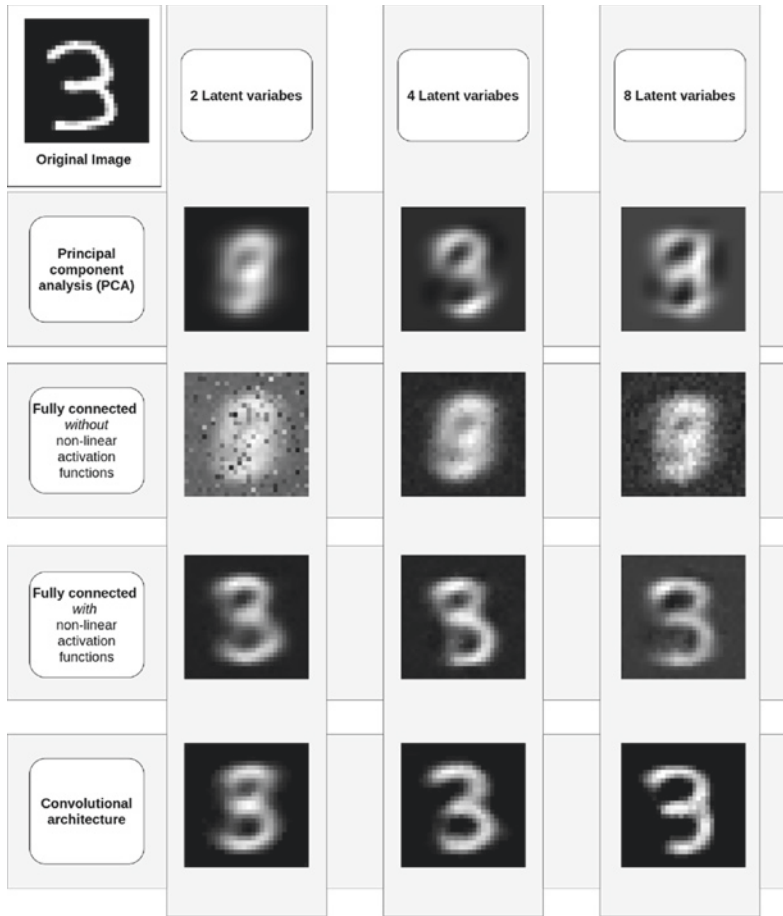 2 Latent variabes
4 Latent variabes
8 Latent variabes
Original Image
Principal
component
analysis (PCA)
Fully connected
without
non-linear
activation
functions
Fully connected
with
non-linear
activation
functions
Convolutional
architecture